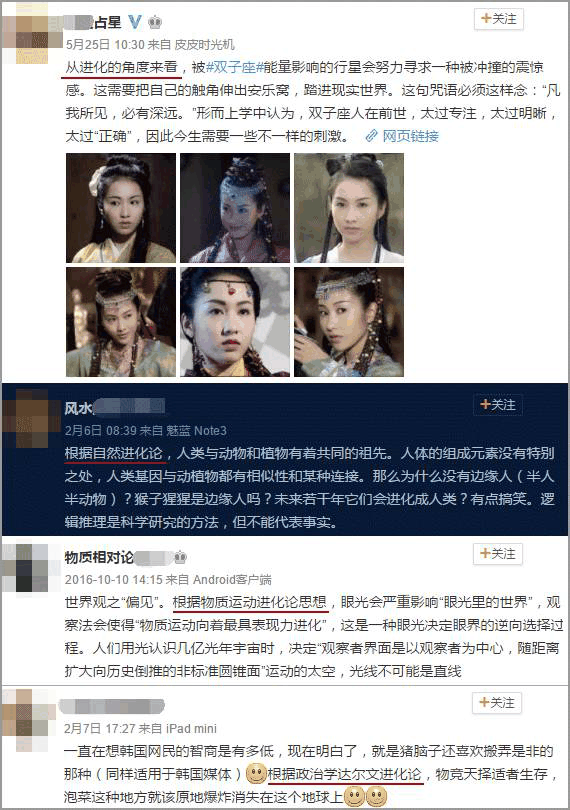 占星
+关注
5月25日 10:30 来自 皮皮时光机
从进化的角度来看，被#双子座#能量影响的行星会努力寻求一种被冲撞的震惊
感。这需要把自己的触角伸出安乐窝，踏进现实世界。这句咒语必须这样念：“凡
我所见，必有深远。”形而上学中认为，双子座人在前世，太过专注，太过明晰，
太过“正确”，因此今生需要一些不一样的刺激。 网页链接
风水
+关注
2月6日 08:39 来自 魅蓝 Note3
根据自然进化论，人类与动物和植物有着共同的祖先。人体的组成元素没有特别
之处，人类基因与动植物都有相似性和某种连接。那么为什么没有边缘人（半人
半动物）？猴子猩猩是边缘人吗？未来若干年它们会进化成人类？有点搞笑。逻
辑推理是科学研究的方法，但不能代表事实。
物质相对论
+关注
2016-10-10 14:15 来自 Android客户端
世界观之“偏见”。根据物质运动进化论思想，眼光会严重影响“眼光里的世界”，观
察法会使得“物质运动向着最具表现力进化”，这是一种眼光决定眼界的逆向选择过
程。人们用光认识几亿光年宇宙时，决定“观察者界面是以观察者为中心，随距离
扩大向历史倒推的非标准圆锥面”运动的太空，光线不可能是直线
+关注
2月7日 17:27 来自 iPad mini
一直在想韩国网民的智商是有多低，现在明白了，就是猪脑子还喜欢搬弄是非的
那种（同样适用于韩国媒体）根据政治学达尔文进化论，物竞天择适者生存，
泡菜这种地方就该原地爆炸消失在这个地球上